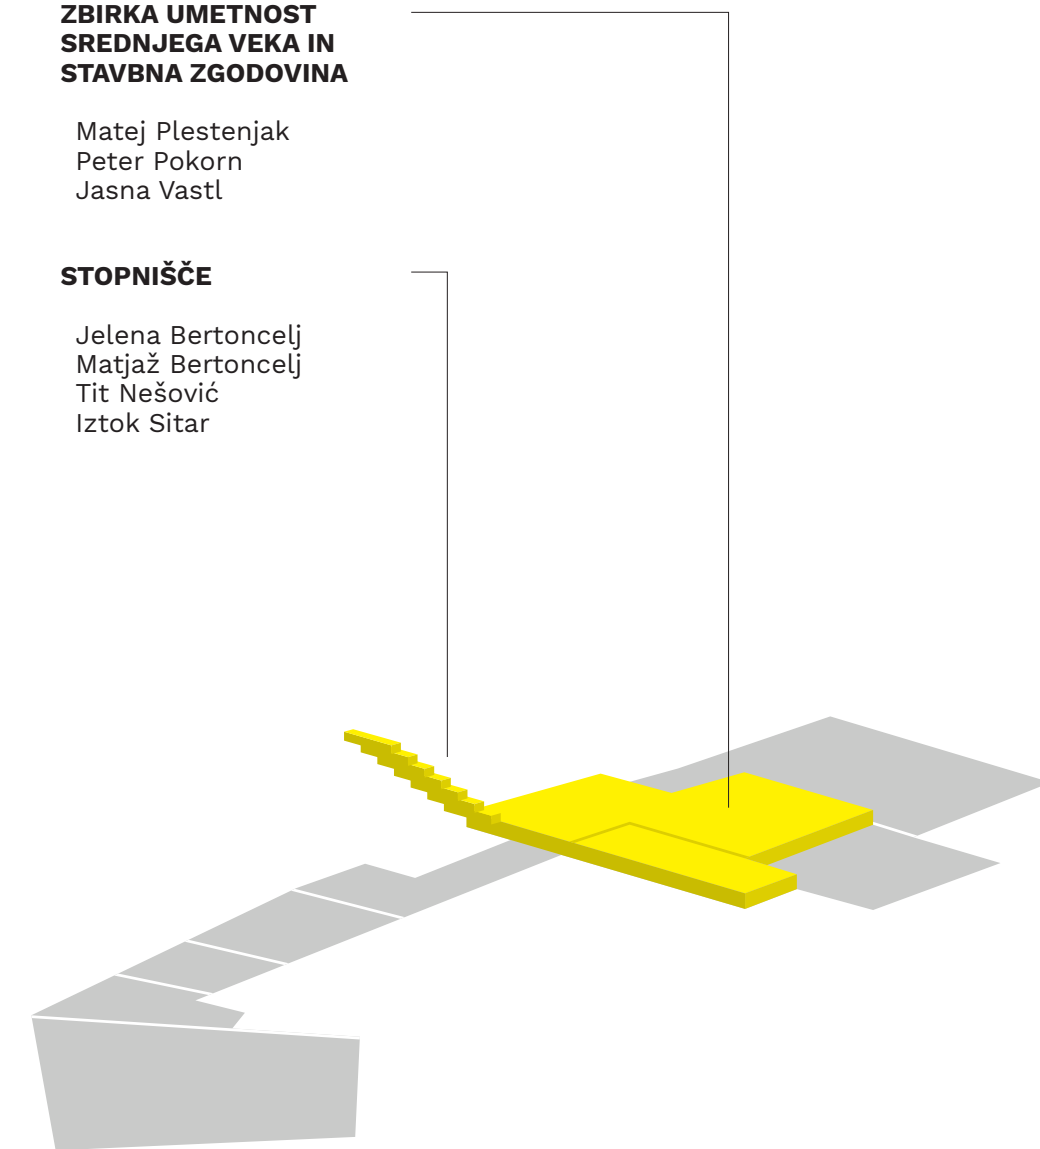 ZBIRKA UMETNOST
SREDNJEGA VEKA IN
STAVBNA ZGODOVINA
Matej Plestenjak
Peter Pokorn
Jasna Vastl
STOPNIŠČE
Jelena Bertoncelj
Matjaž Bertoncelj
Tit Nešović
Iztok Sitar